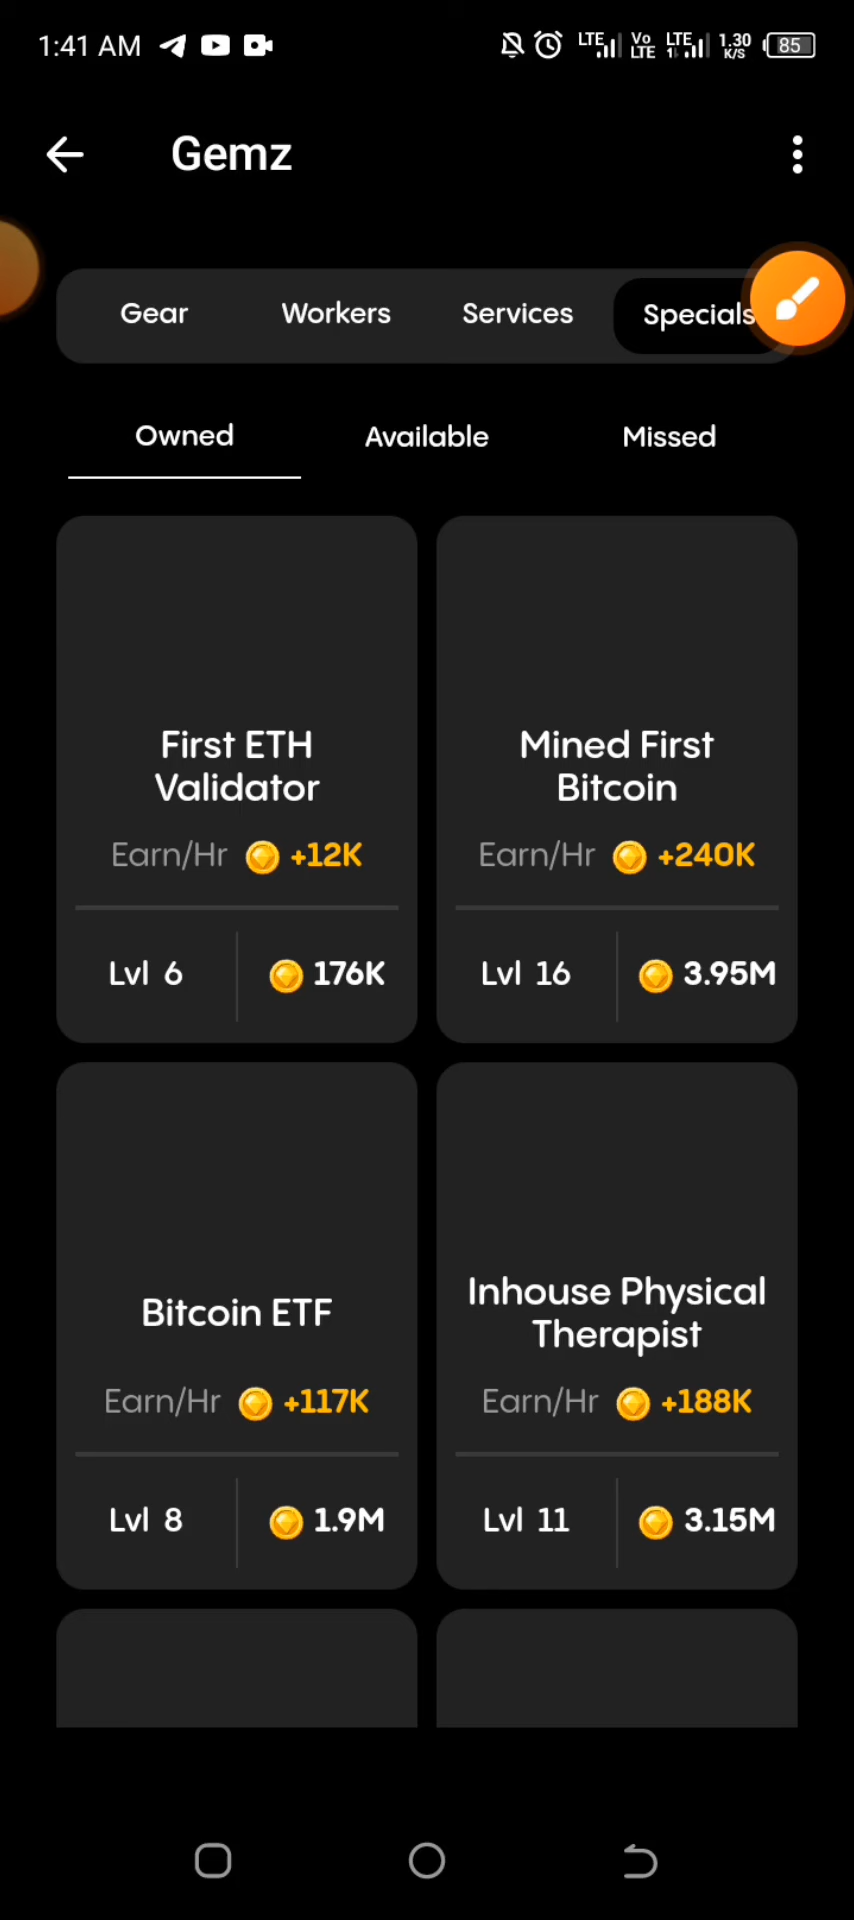 1:41 AM
LTE
Vo
LTE
LTE
1.30
K/S
85
Gemz
Gear
Workers
Services
Specials
Owned
Available
Missed
First ETH
Validator
Earn/Hr +12K
Lvl 6
176K
Mined First
Bitcoin
Earn/Hr +240K
Lvl 16
3.95M
Bitcoin ETF
Earn/Hr +117K
Lvl 8
1.9M
Inhouse Physical
Therapist
Earn/Hr +188K
Lvl 11
3.15M